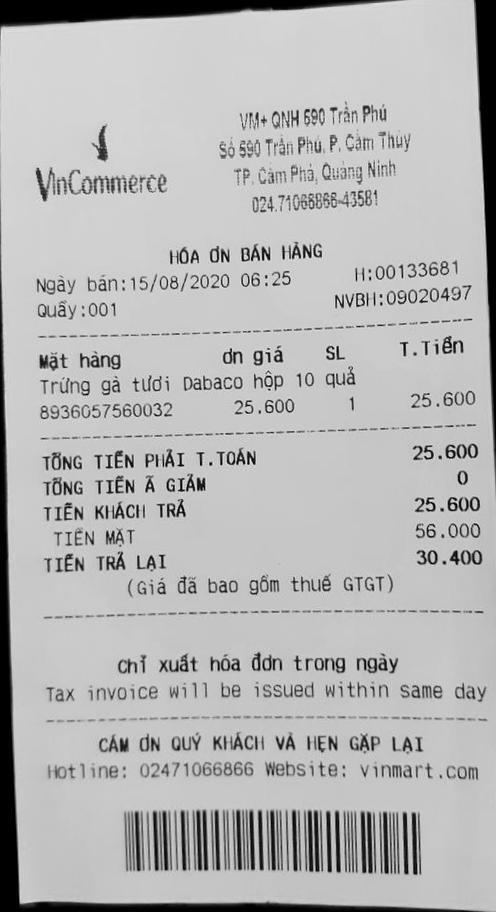 VinCommerce
VM+ QNH 590 Trần Phú
Số 590 Trần Phú, P. Cẩm Thủy
TP. Cẩm Phả, Quảng Ninh
024.71066866-43581
HÓA ƠN BÁN HÀNG
Ngày bán:15/08/2020 06:25 H:00133681
Quầy:001 NVBH:09020497
Mặt hàng ơn giá SL T.Tiền
Trứng gà tươi Dabaco hộp 10 quả
8936057560032 25.600 1 25.600
TỔNG TIỀN PHẢI T.TOÁN 25.600
TỔNG TIỀN Ã GIẢM 0
TIỀN KHÁCH TRẢ 25.600
TIỀN MẶT 56.000
TIỀN TRẢ LẠI 30.400
(Giá đã bao gồm thuế GTGT)
Chỉ xuất hóa đơn trong ngày
Tax invoice will be issued within same day
CÁM ƠN QUÝ KHÁCH VÀ HẸN GẶP LẠI
Hotline: 02471066866 Website: vinmart.com